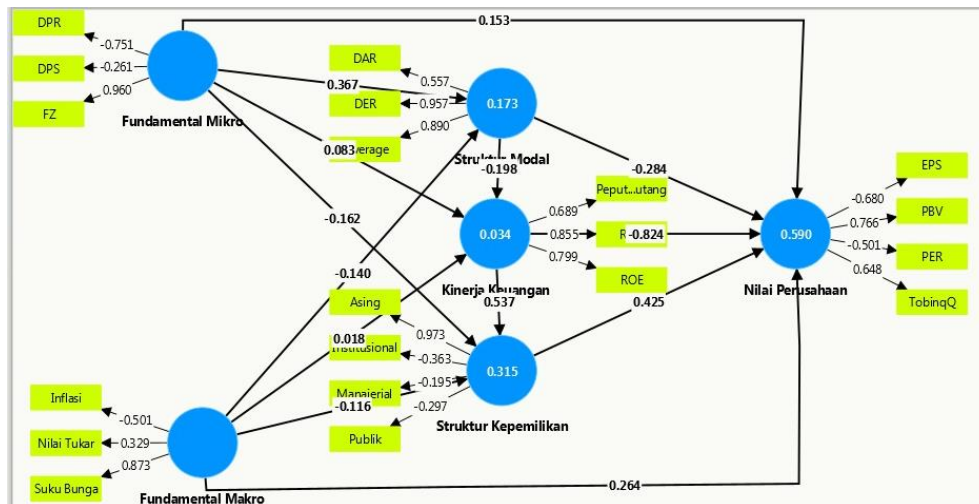 0.153
DPR
-0.751
DPS
-0.261
FZ
0.960
Fundamental Mikro
0.367
0.083
-0.162
DAR
0.557
DER
0.957
0.890
verage
0.173
Struktur Modal
-0.198
-0.284
Peput...utang
0.689
0.034
0.855
R
-0.824
0.799
ROE
Kinerja Keuangan
0.537
0.425
0.590
Nilai Perusahaan
EPS
-0.680
PBV
0.766
PER
-0.501
0.648
TobinqQ
-0.140
0.018
Asing
0.973
Institusional
-0.363
Manajerial
-0.195
-0.116
-0.297
Publik
0.315
Struktur Kepemilikan
Inflasi
-0.501
Nilai Tukar
0.329
Suku Bunga
0.873
Fundamental Makro
0.264